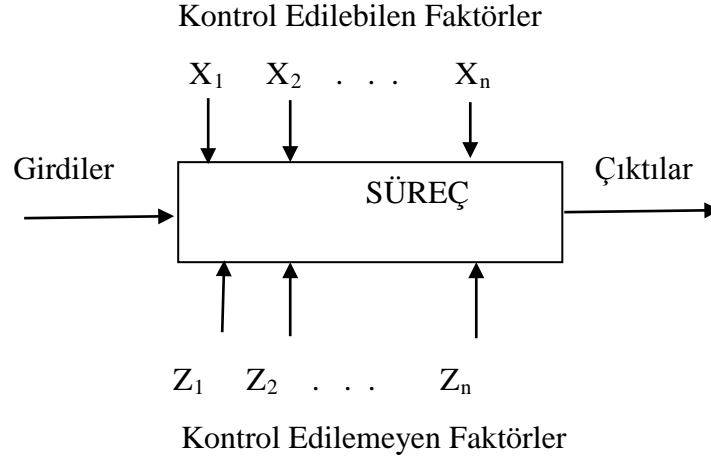 Kontrol Edilebilen Faktörler
X1 X2 . . . Xn
Girdiler
SÜREÇ
Çıktılar
Z1 Z2 . . . Zn
Kontrol Edilemeyen Faktörler